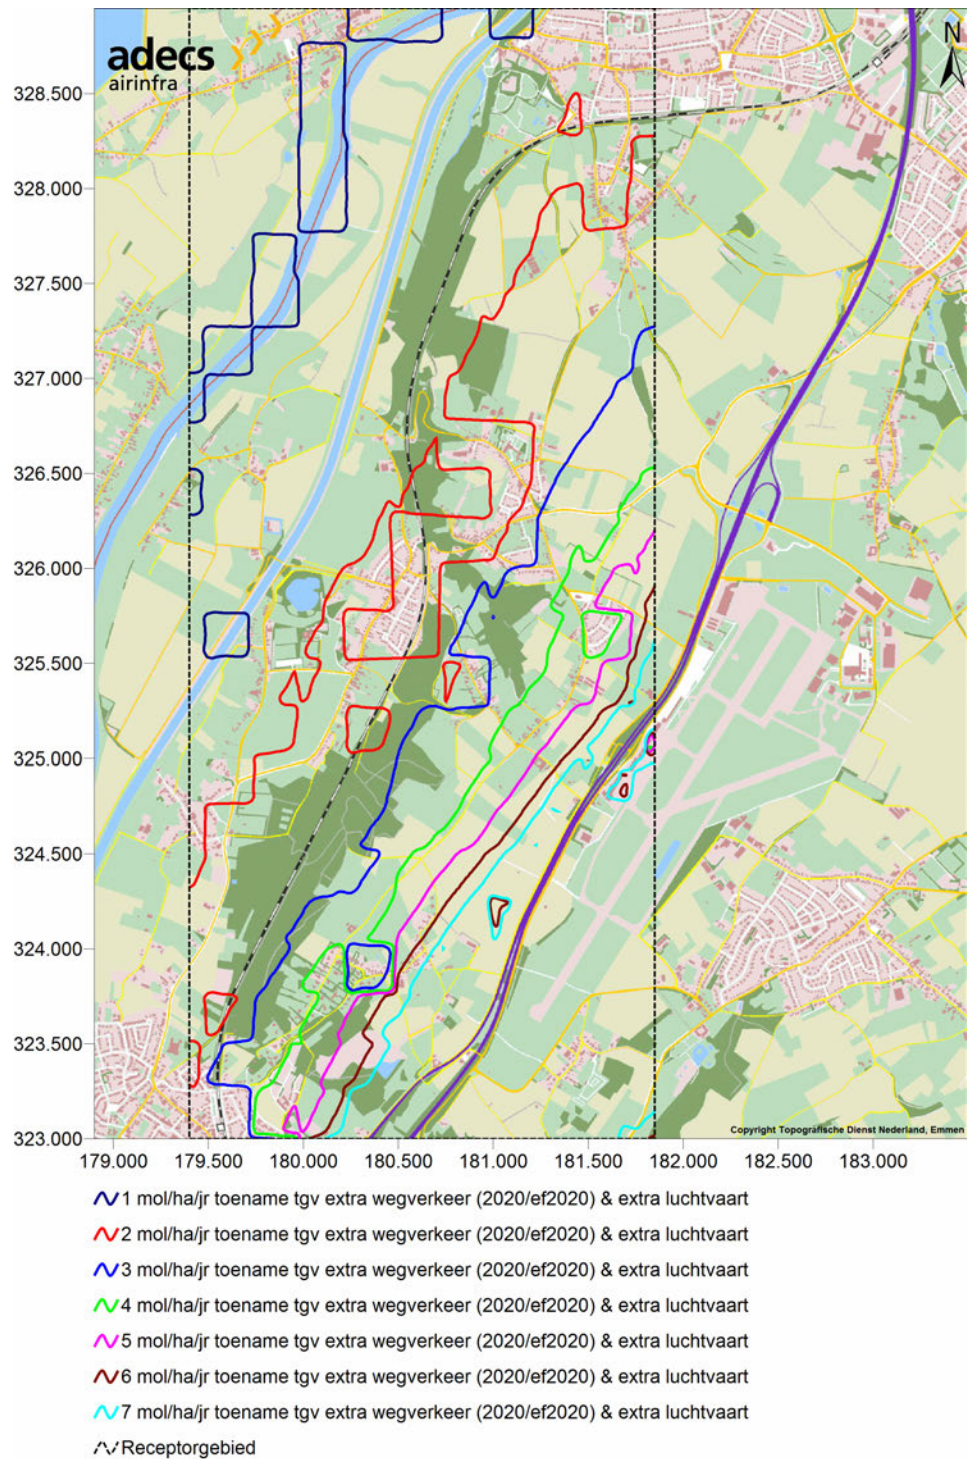 adecs
airinfra
N
328.500
328.000
327.500
327.000
326.500
326.000
325.500
325.000
324.500
324.000
323.500
323.000
Copyright Topografische Dienst Nederland, Emmen
179.000 179.500 180.000 180.500 181.000 181.500 182.000 182.500 183.000
1 mol/ha/jr toename tgv extra wegverkeer (2020/ef2020) & extra luchtvaart
2 mol/ha/jr toename tgv extra wegverkeer (2020/ef2020) & extra luchtvaart
3 mol/ha/jr toename tgv extra wegverkeer (2020/ef2020) & extra luchtvaart
4 mol/ha/jr toename tgv extra wegverkeer (2020/ef2020) & extra luchtvaart
5 mol/ha/jr toename tgv extra wegverkeer (2020/ef2020) & extra luchtvaart
6 mol/ha/jr toename tgv extra wegverkeer (2020/ef2020) & extra luchtvaart
7 mol/ha/jr toename tgv extra wegverkeer (2020/ef2020) & extra luchtvaart
Receptorgebied